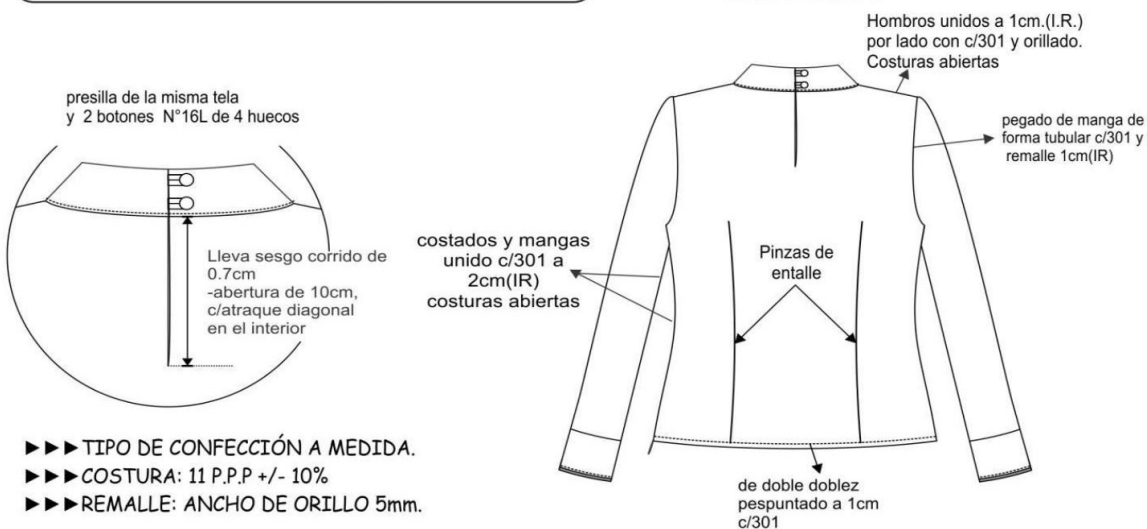 presilla de la misma tela
y 2 botones N°16L de 4 huecos
Lleva sesgo corrido de
0.7cm
-abertura de 10cm,
c/atraque diagonal
en el interior
Hombros unidos a 1cm.(I.R.)
por lado con c/301 y orillado.
Costuras abiertas
pegado de manga de
forma tubular c/301 y
remalle 1cm(IR)
costados y mangas
unido c/301 a
2cm(IR)
costuras abiertas
Pinzas de
entalle
de doble doblez
pespuntado a 1cm
c/301
►►►TIPO DE CONFECCIÓN A MEDIDA.
►►►COSTURA: 11 P.P.P +/- 10%
►►►REMALLE: ANCHO DE ORILLO 5mm.